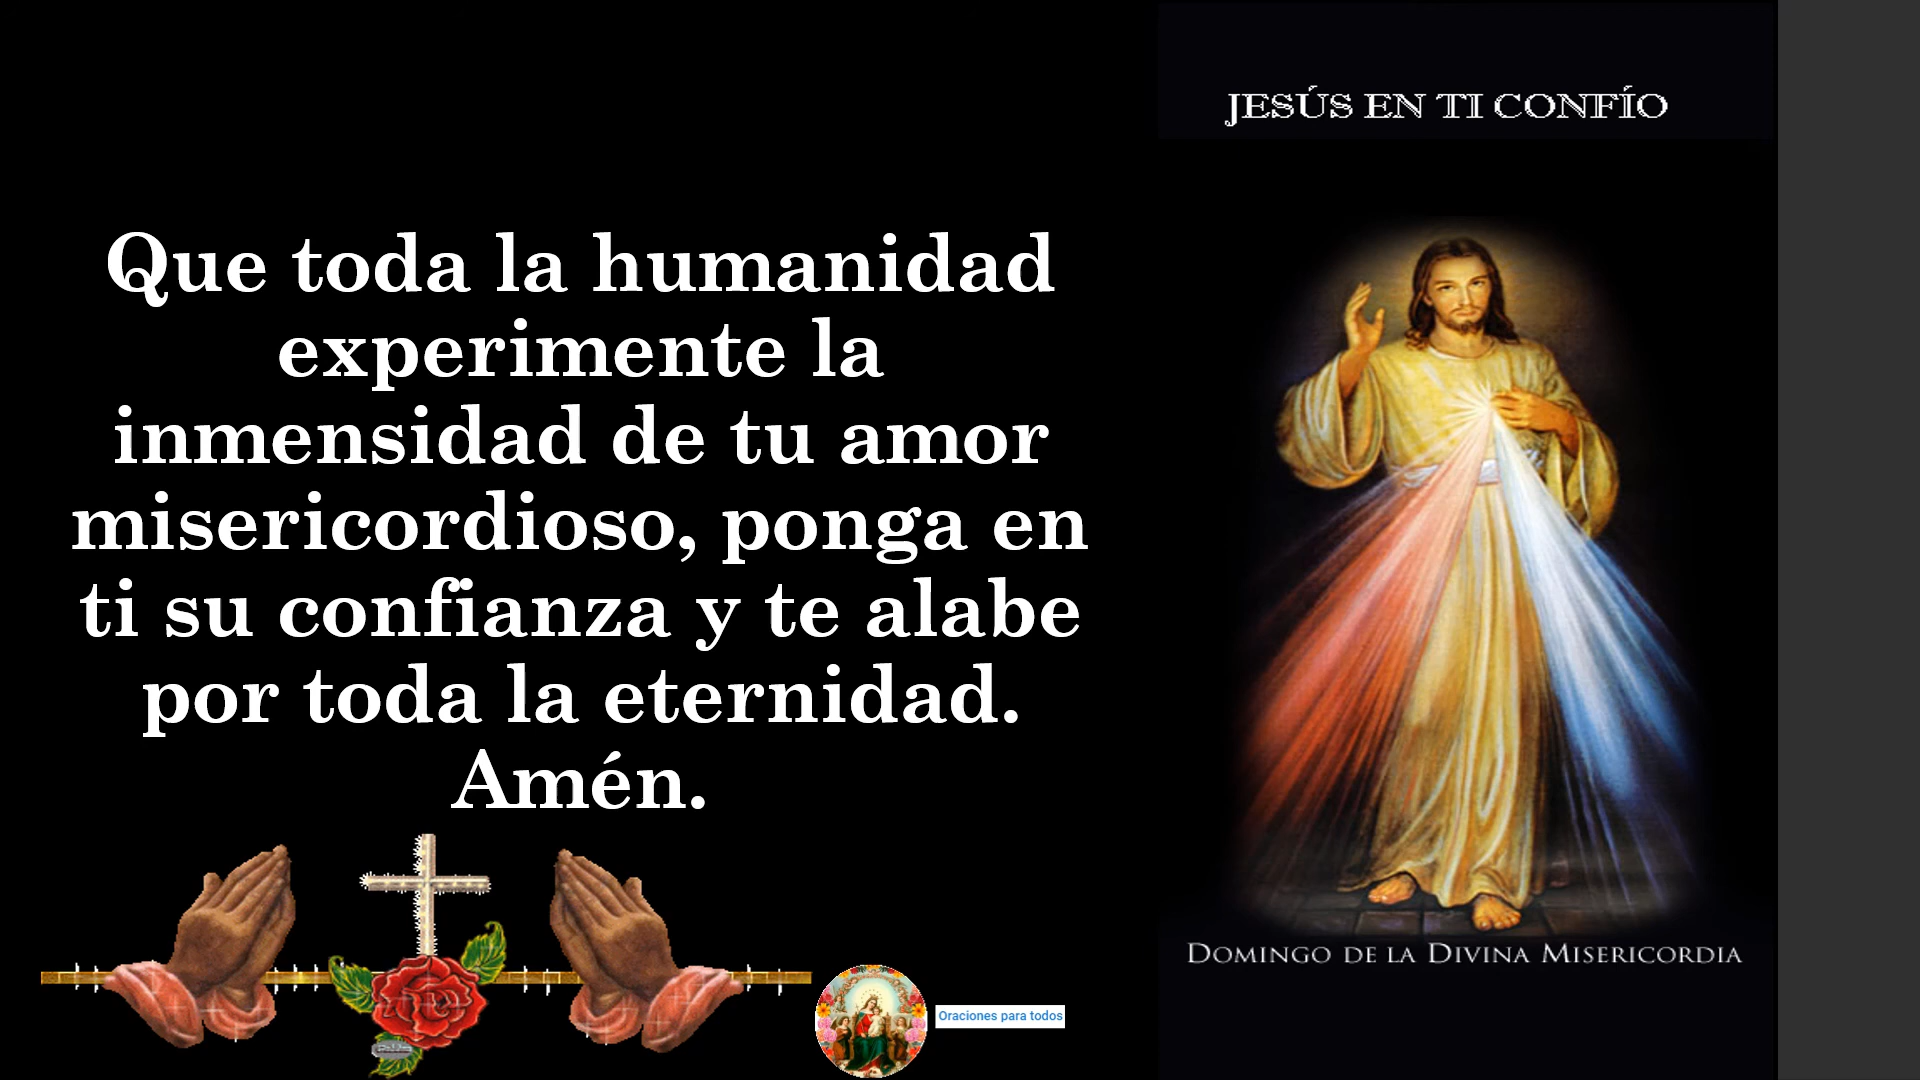 JESÚS EN TI CONFÍO
Que toda la humanidad
experimente la
inmensidad de tu amor
misericordioso, ponga en
ti su confianza y te alabe
por toda la eternidad.
Amén.
DOMINGO DE LA DIVINA MISERICORDIA
Oraciones para todos